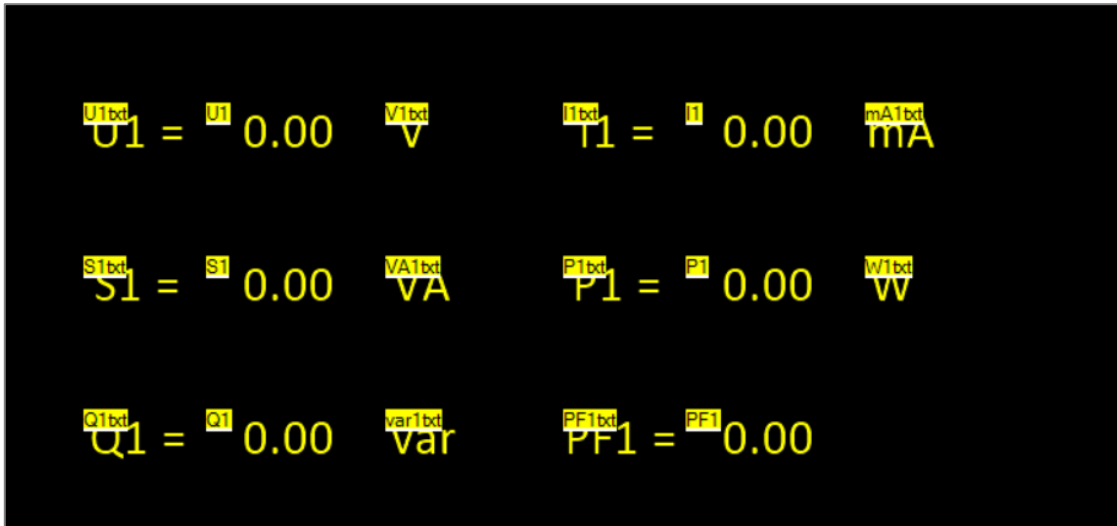 U1txt U1 V1txt I1txt I1 mA1txt
U1 = 0.00 V I1 = 0.00 mA
S1txt S1 VA1txt P1txt P1 W1txt
S1 = 0.00 VA P1 = 0.00 W
Q1txt Q1 var1txt PF1txt PF1
Q1 = 0.00 var PF1 = 0.00